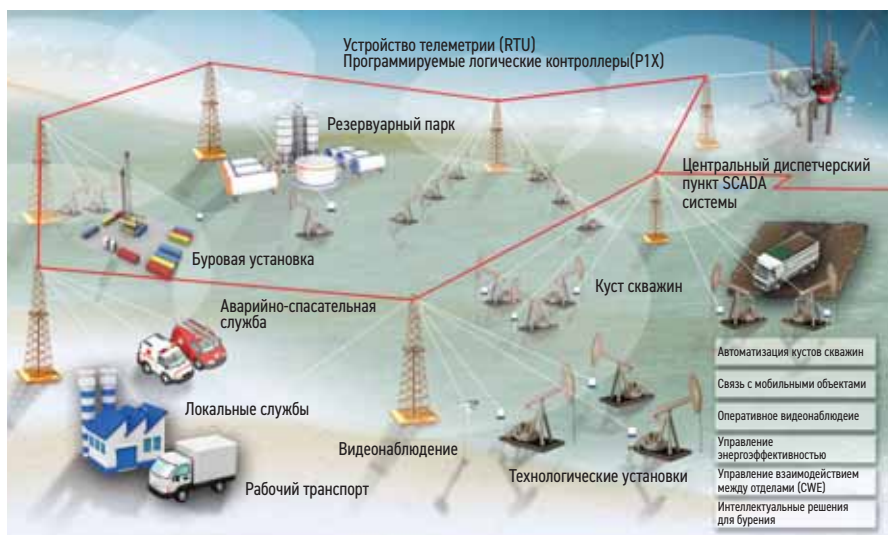 Устройство телеметрии (RTU)
Программируемые логические контроллеры(P1X)
Резервуарный парк
Центральный диспетчерский
пункт SCADA
системы
Буровая установка
Куст скважин
Аварийно-спасательная
служба
Локальные службы
Видеонаблюдение
Технологические установки
Рабочий транспорт
Автоматизация кустов скважин
Связь с мобильными объектами
Оперативное видеонаблюдеие
Управление
энергоэффективностью
Управление взаимодействием
между отделами (CWE)
Интеллектуальные решения
для бурения